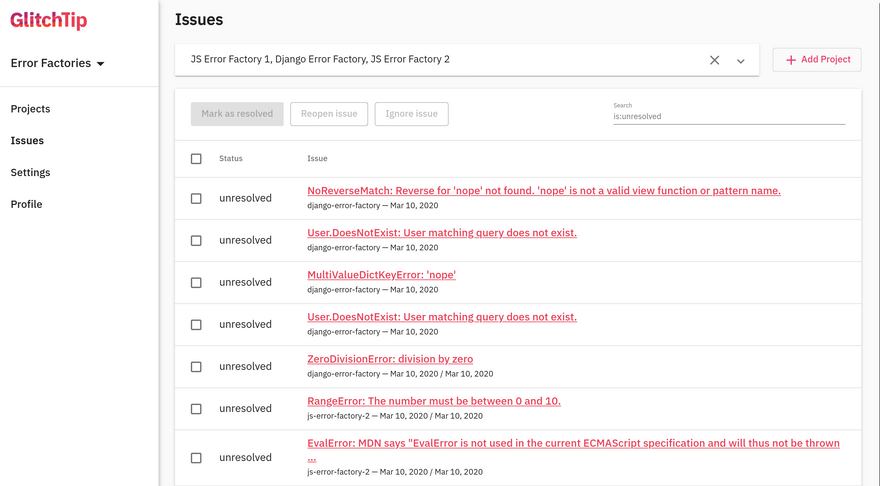 GlitchTip
Error Factories
Projects
Issues
Settings
Profile
Issues
JS Error Factory 1, Django Error Factory, JS Error Factory 2
Add Project
Mark as resolved
Reopen issue
Ignore issue
Search
is:unresolved
Status Issue
unresolved
NoReverseMatch: Reverse for 'nope' not found. 'nope' is not a valid view function or pattern name.
django-error-factory — Mar 10, 2020
unresolved
User.DoesNotExist: User matching query does not exist.
django-error-factory — Mar 10, 2020
unresolved
MultiValueDictKeyError: 'nope'
django-error-factory — Mar 10, 2020
unresolved
User.DoesNotExist: User matching query does not exist.
django-error-factory — Mar 10, 2020
unresolved
ZeroDivisionError: division by zero
django-error-factory — Mar 10, 2020 / Mar 10, 2020
unresolved
RangeError: The number must be between 0 and 10.
js-error-factory-2 — Mar 10, 2020 / Mar 10, 2020
unresolved
EvalError: MDN says "EvalError is not used in the current ECMAScript specification and will thus not be thrown
...
js-error-factory-2 — Mar 10, 2020 / Mar 10, 2020